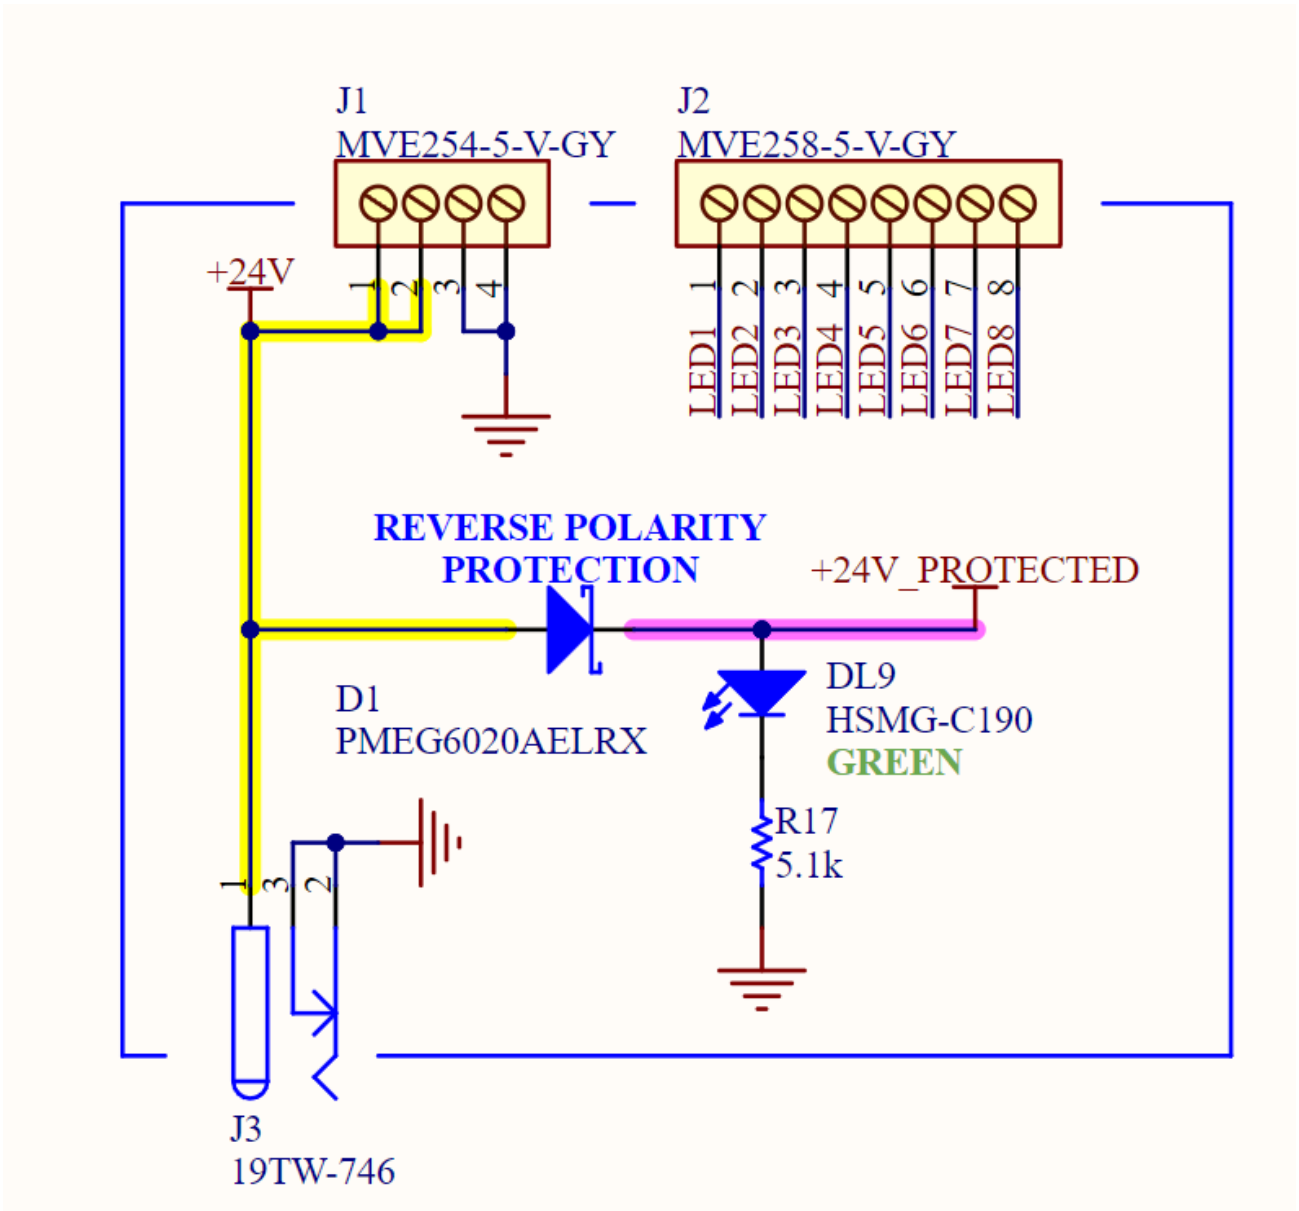 J1
MVE254-5-V-GY
J2
MVE258-5-V-GY
+24V
1
2
3
4
1
2
3
4
5
6
7
8
LED1
LED2
LED3
LED4
LED5
LED6
LED7
LED8
REVERSE POLARITY
PROTECTION
+24V_PROTECTED
D1
PMEG6020AELRX
DL9
HSMG-C190
GREEN
R17
5.1k
1
3
2
J3
19TW-746